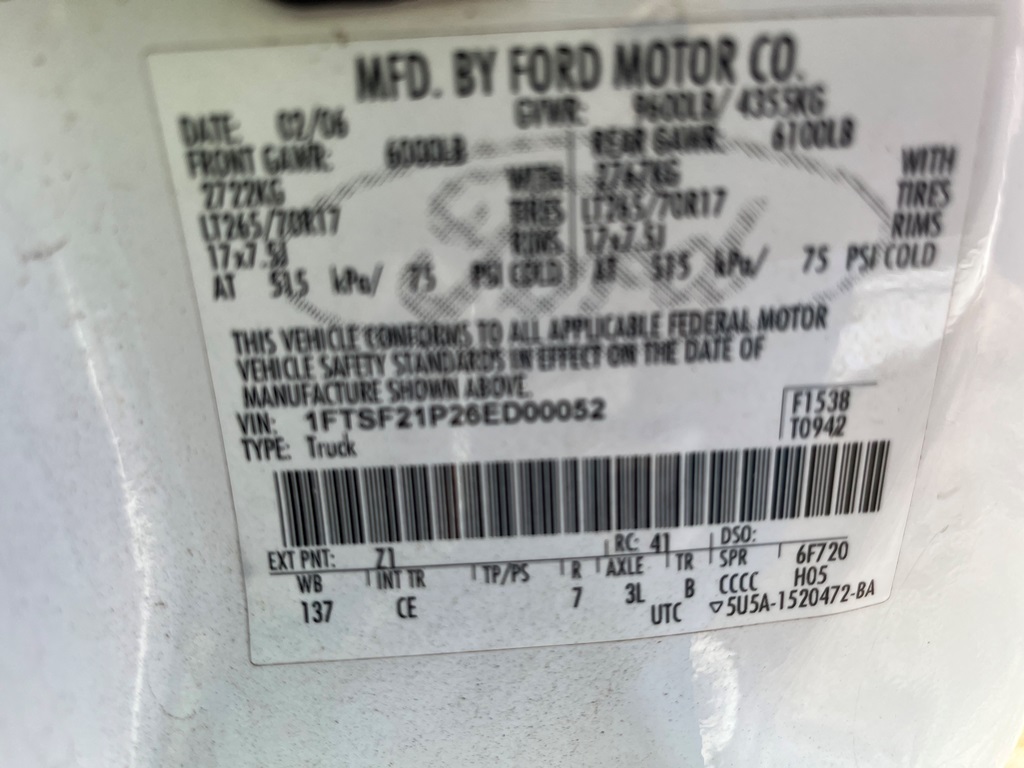 MFD. BY FORD MOTOR CO.
DATE: 02/06 GVWR: 9600LB/ 4355KG
FRONT GAWR: 6000LB REAR GAWR: 6100LB
2722KG WITH 2767KG WITH
LT265/70R17 TIRES LT265/70R17 TIRES
17x7.5J RIMS 17x7.5J RIMS
AT 515 kPa/ 75 PSI COLD AT 515 kPa/ 75 PSI COLD
THIS VEHICLE CONFORMS TO ALL APPLICABLE FEDERAL MOTOR
VEHICLE SAFETY STANDARDS IN EFFECT ON THE DATE OF
MANUFACTURE SHOWN ABOVE.
VIN: 1FTSF21P26ED00052 F1538
TYPE: Truck T0942
EXT PNT: Z1 RC: 41 DSO:
WB INT TR TP/PS R AXLE TR SPR 6F720
137 CE 7 3L B CCCC H05
UTC ▽5U5A-1520472-BA